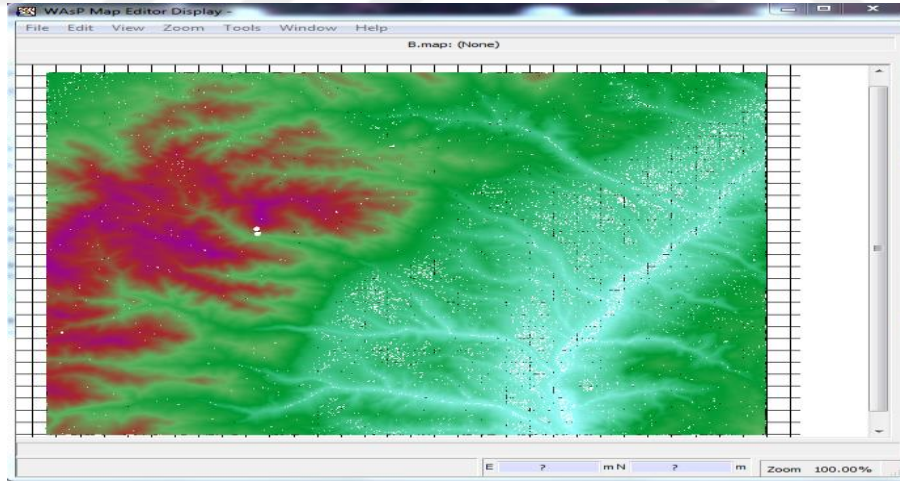 WAsP Map Editor Display -
File Edit View Zoom Tools Window Help
B.map: (None)
E ? m N ? m Zoom 100.00%